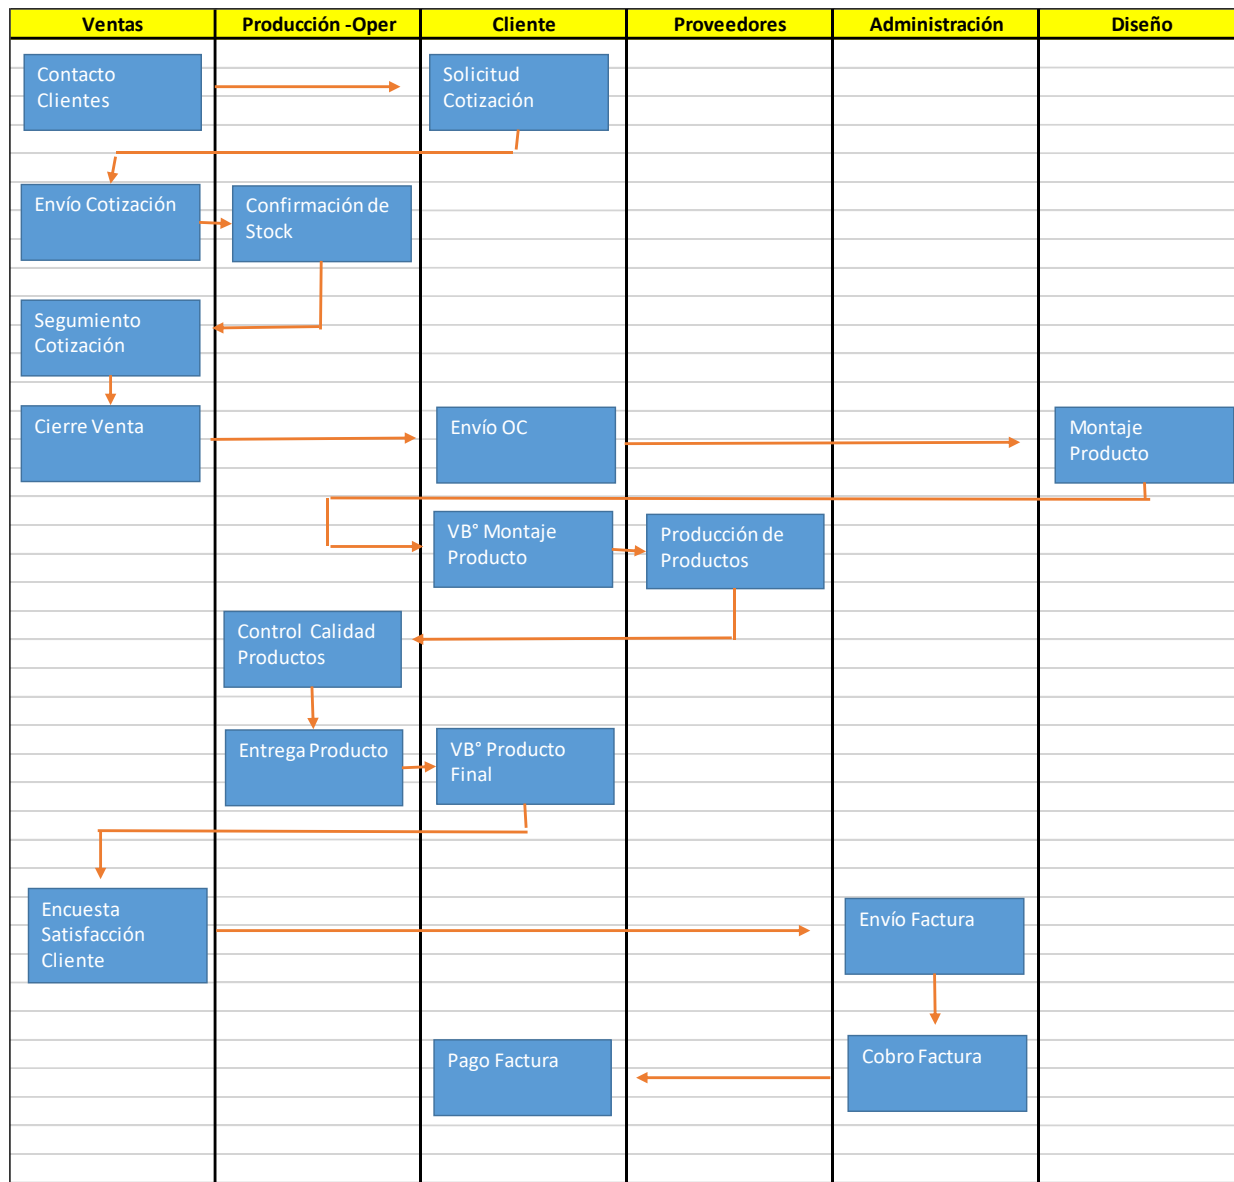 Ventas
Producción -Oper
Cliente
Proveedores
Administración
Diseño
Contacto
Clientes
Solicitud
Cotización
Envío Cotización
Confirmación de
Stock
Segumiento
Cotización
Cierre Venta
Envío OC
Montaje
Producto
VB° Montaje
Producto
Producción de
Productos
Control Calidad
Productos
Entrega Producto
VB° Producto
Final
Encuesta
Satisfacción
Cliente
Envío Factura
Pago Factura
Cobro Factura